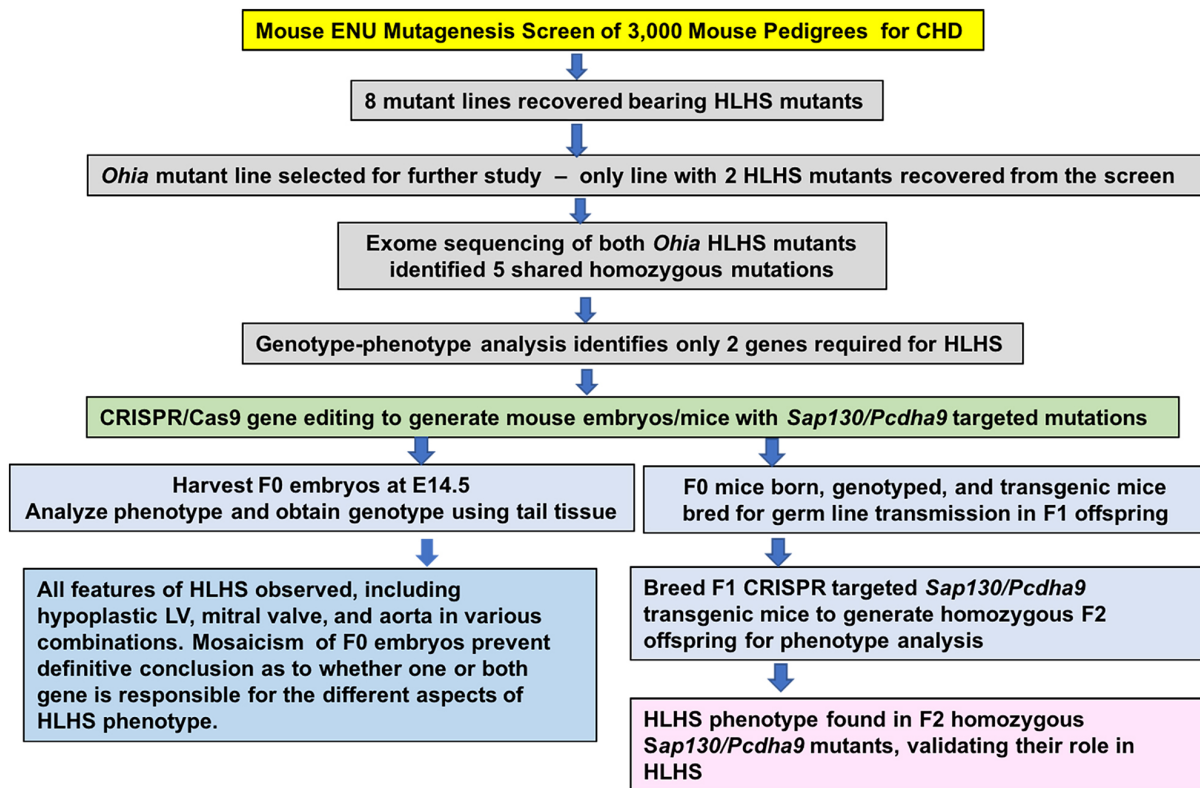 Mouse ENU Mutagenesis Screen of 3,000 Mouse Pedigrees for CHD
8 mutant lines recovered bearing HLHS mutants
Ohia mutant line selected for further study – only line with 2 HLHS mutants recovered from the screen
Exome sequencing of both Ohia HLHS mutants
identified 5 shared homozygous mutations
Genotype-phenotype analysis identifies only 2 genes required for HLHS
CRISPR/Cas9 gene editing to generate mouse embryos/mice with Sap130/Pcdha9 targeted mutations
Harvest F0 embryos at E14.5
Analyze phenotype and obtain genotype using tail tissue
All features of HLHS observed, including
hypoplastic LV, mitral valve, and aorta in various
combinations. Mosaicism of F0 embryos prevent
definitive conclusion as to whether one or both
gene is responsible for the different aspects of
HLHS phenotype.
F0 mice born, genotyped, and transgenic mice
bred for germ line transmission in F1 offspring
Breed F1 CRISPR targeted Sap130/Pcdha9
transgenic mice to generate homozygous F2
offspring for phenotype analysis
HLHS phenotype found in F2 homozygous
Sap130/Pcdha9 mutants, validating their role in
HLHS